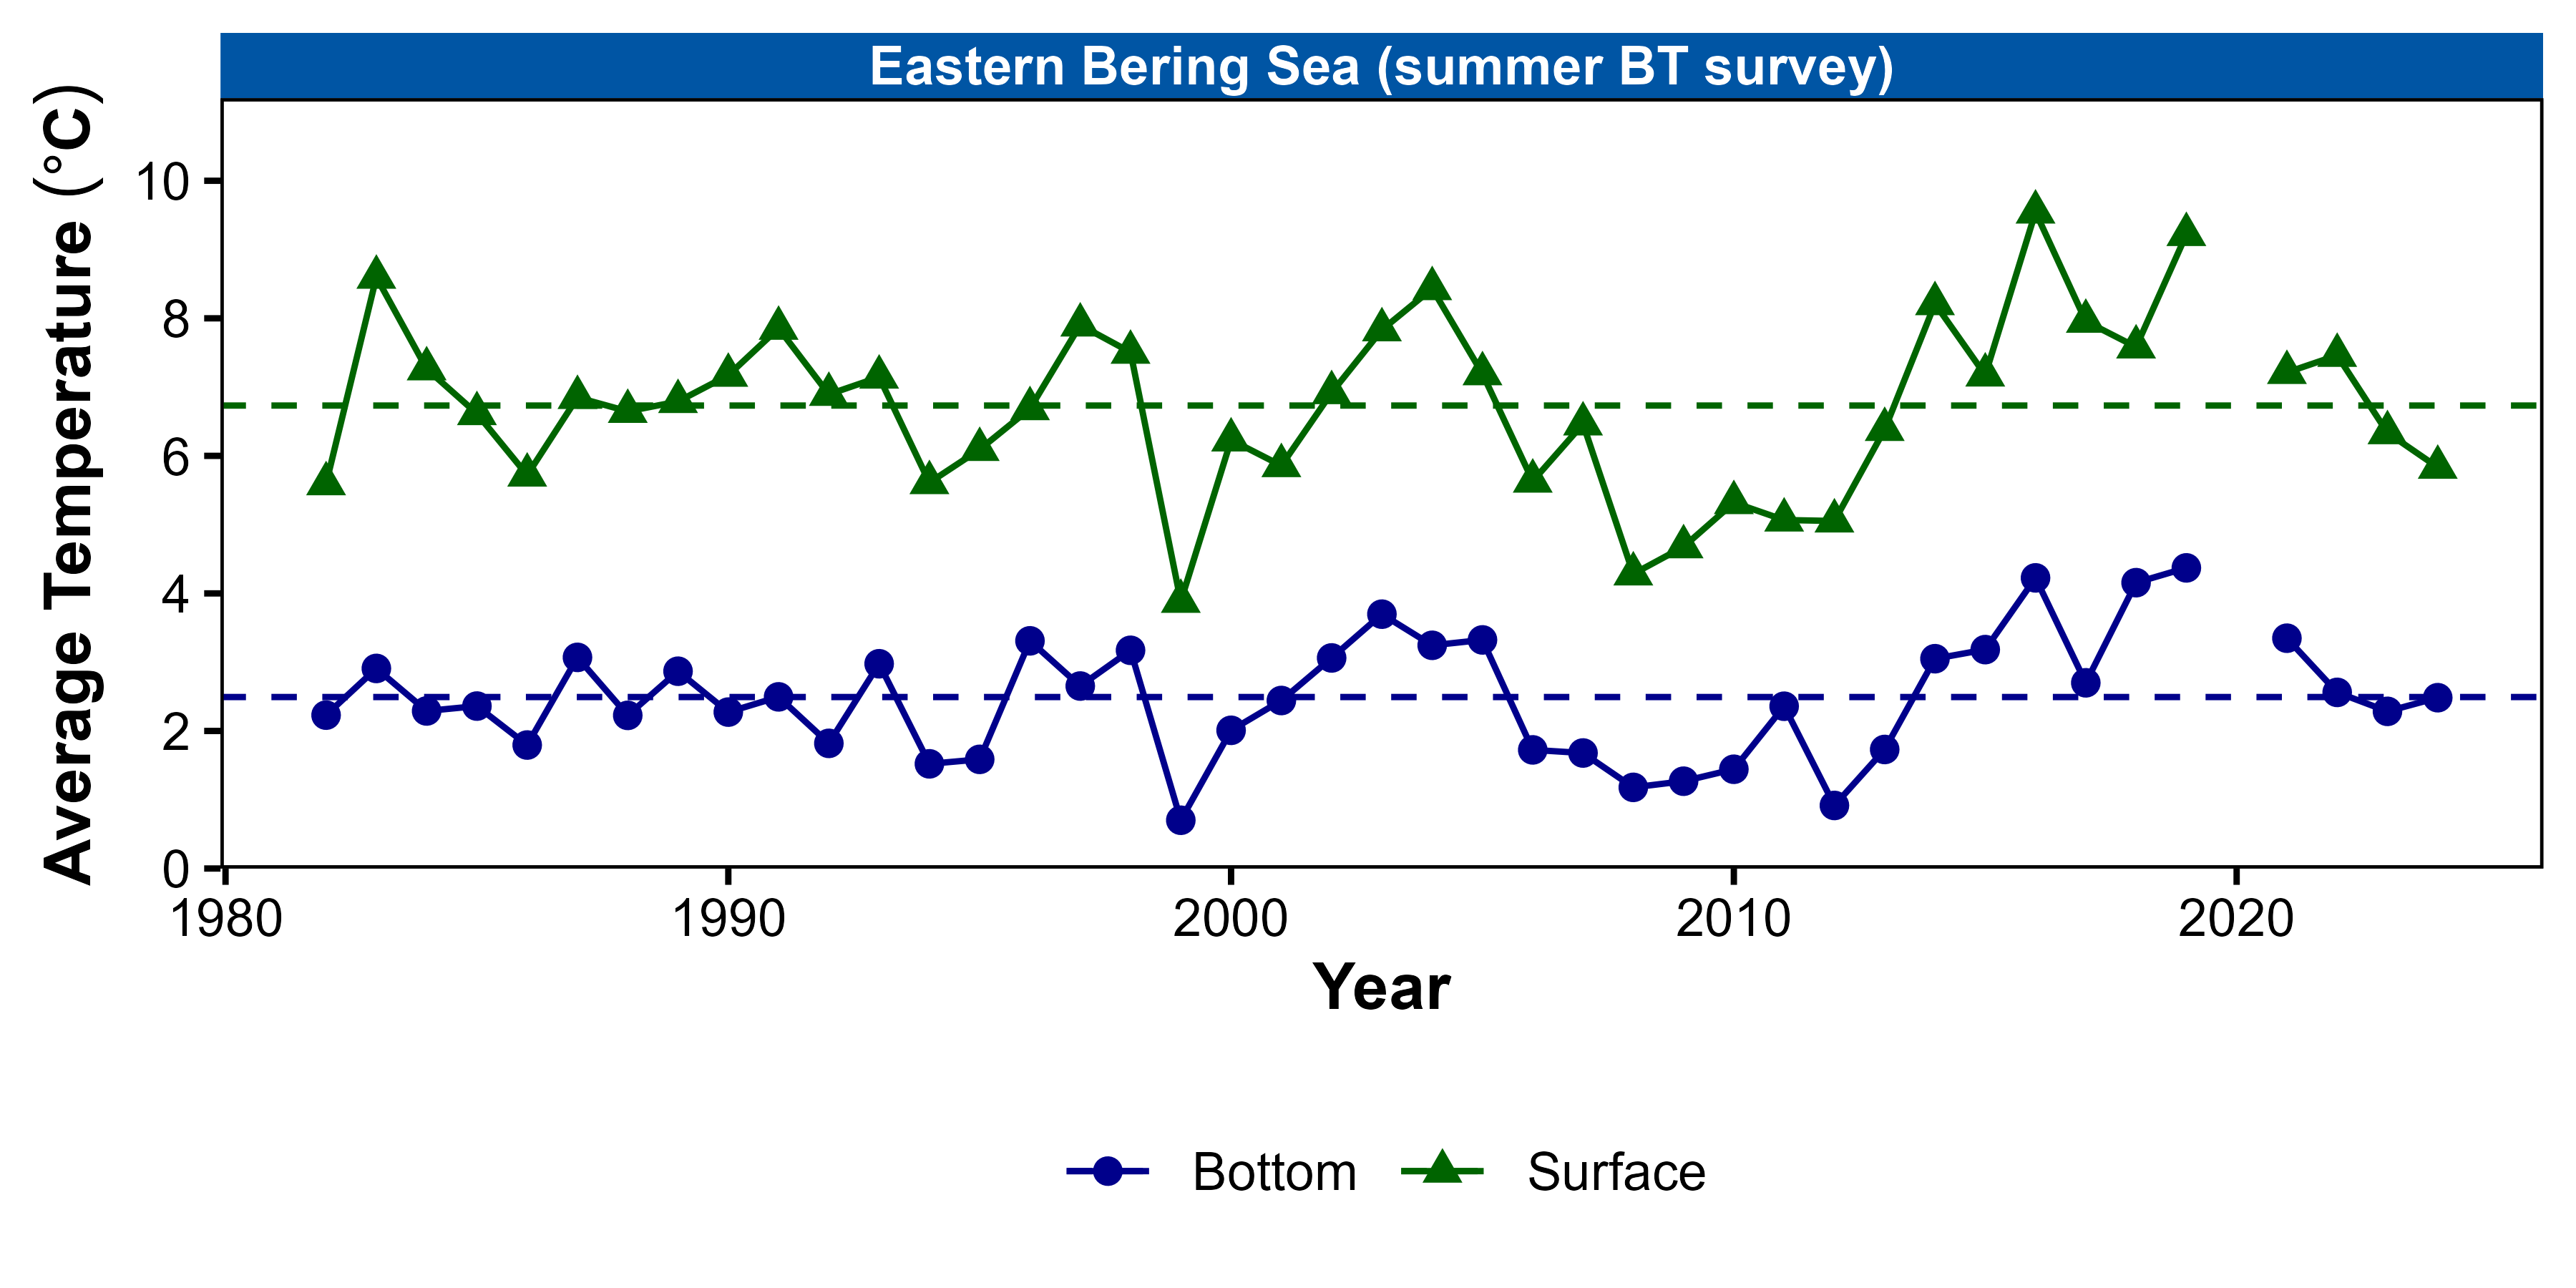 Eastern Bering Sea (summer BT survey)
Average Temperature (°C)
10
8
6
4
2
0
1980 1990 2000 2010 2020
Year
Bottom Surface